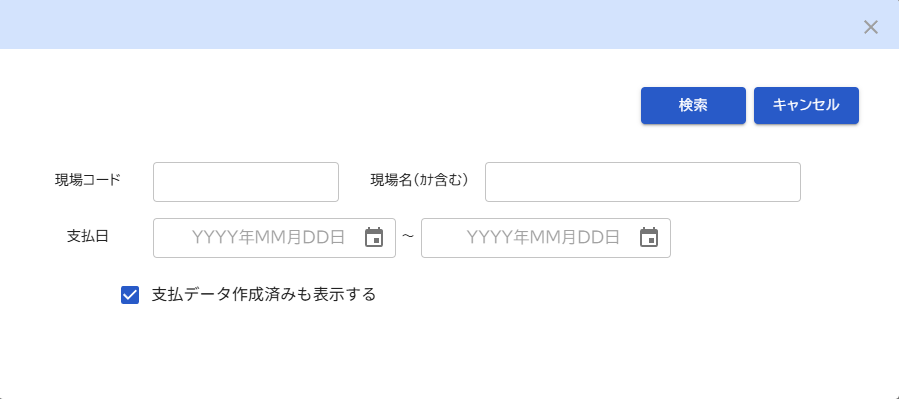 検索 キャンセル
現場コード 現場名(ｶﾅ含む)
支払日 YYYY年MM月DD日 ～ YYYY年MM月DD日
支払データ作成済みも表示する